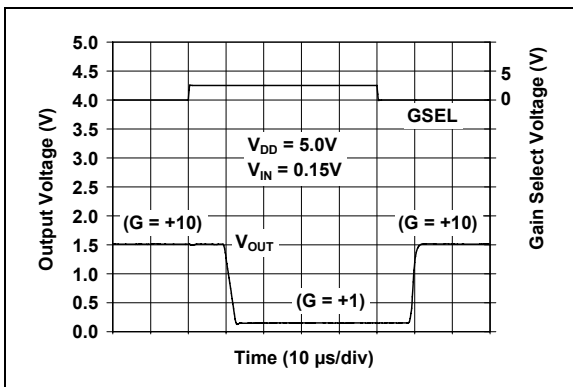 Output Voltage (V)
5.0
4.5
4.0
3.5
3.0
2.5
2.0
1.5
1.0
0.5
0.0
5
0
Gain Select Voltage (V)
GSEL
V_DD = 5.0V
V_IN = 0.15V
(G = +10)
(G = +10)
V_OUT
(G = +1)
Time (10 µs/div)